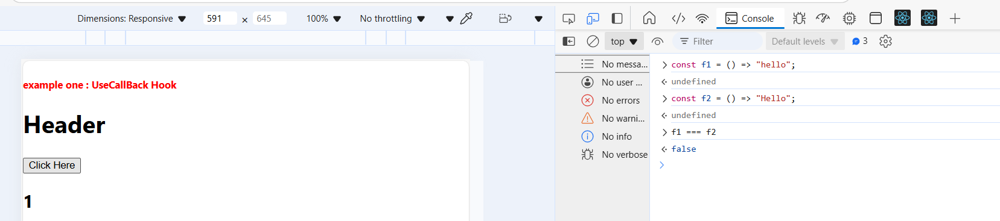 Dimensions: Responsive 591 × 645 100% No throttling
Console
top Filter Default levels 3
example one : UseCallBack Hook
Header
Click Here
1
No messa...
No user ...
No errors
No warni...
No info
No verbose
const f1 = () => "hello";
undefined
const f2 = () => "Hello";
undefined
f1 === f2
false